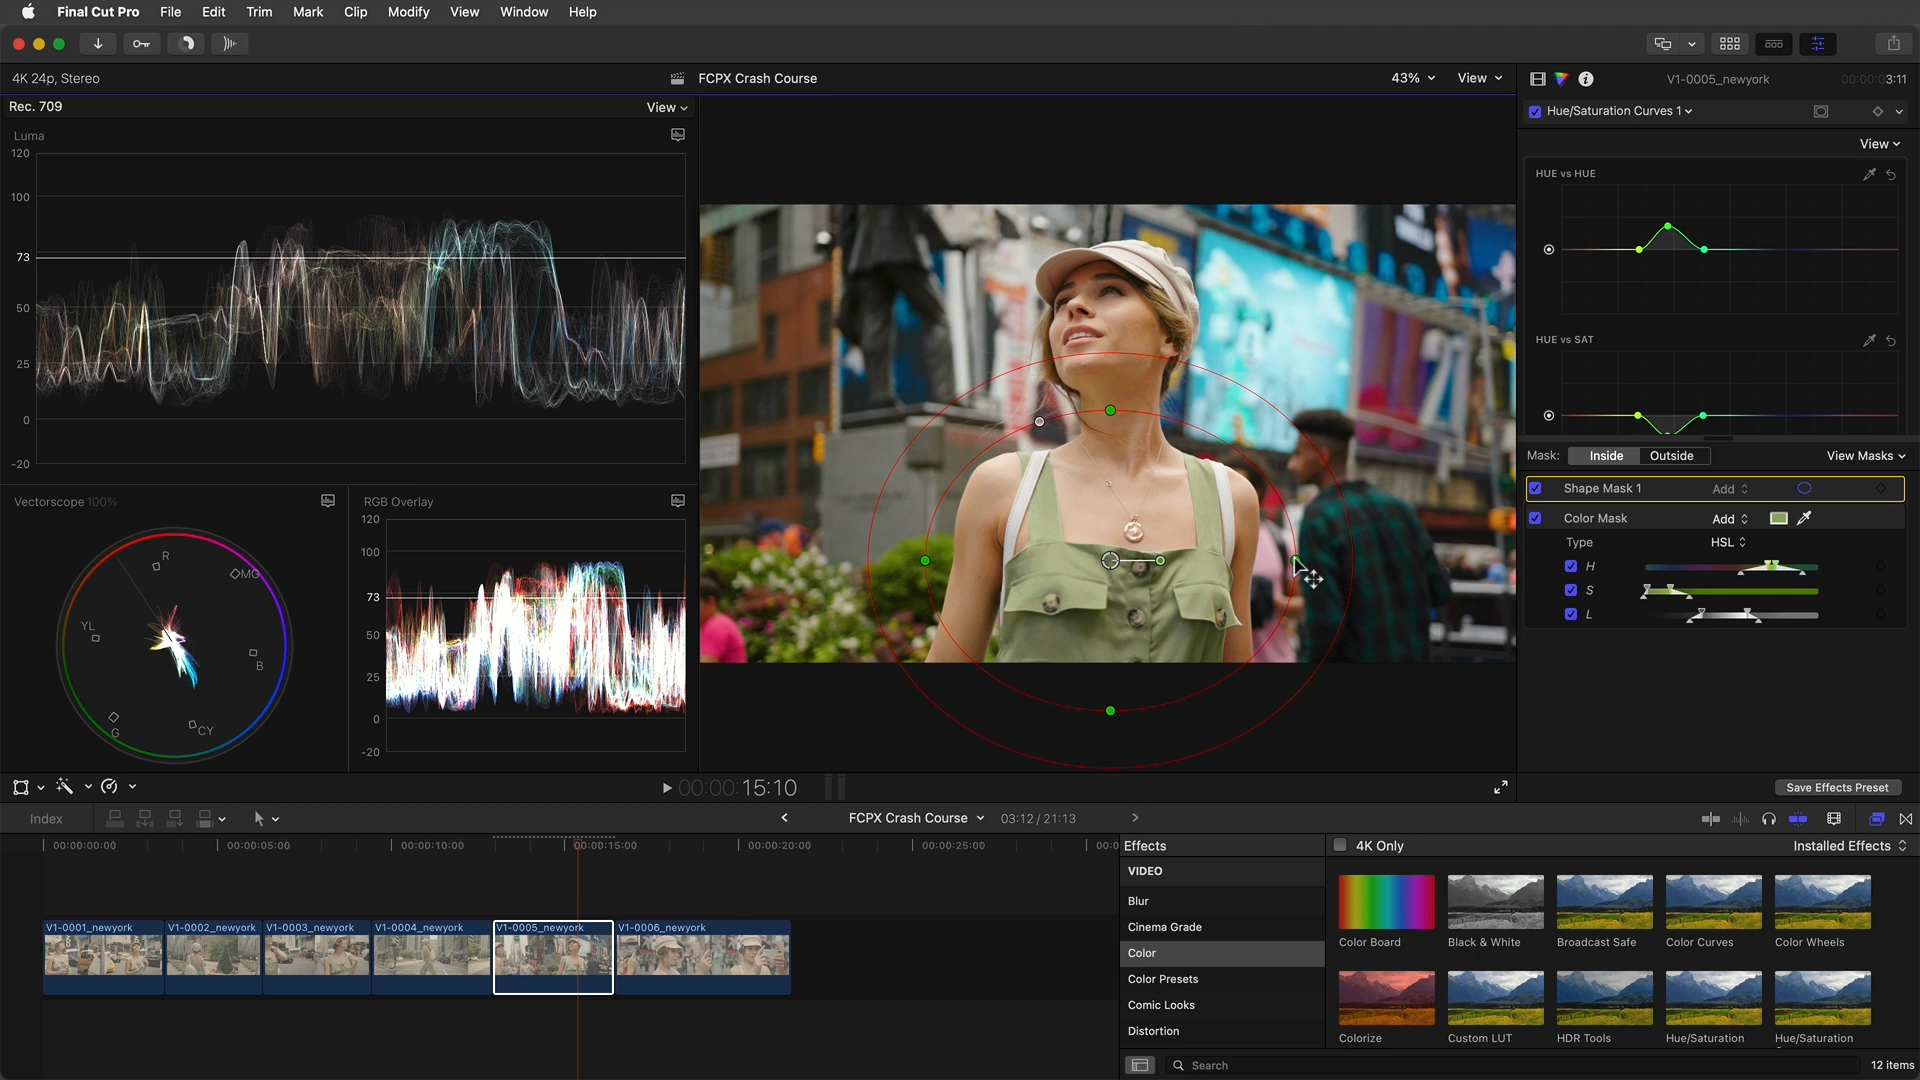 Final Cut Pro File Edit Trim Mark Clip Modify View Window Help
4K 24p, Stereo
FCPX Crash Course
43% View
V1-0005_newyork
00:00:03:11
Rec. 709
View
Hue/Saturation Curves 1
View
Luma
120
100
73
50
25
0
-20
HUE vs HUE
HUE vs SAT
Mask: Inside Outside View Masks
Shape Mask 1 Add
Color Mask Add
Type HSL
H
S
L
Vectorscope 100%
R
MG
YL
B
G
CY
RGB Overlay
120
100
73
50
25
0
-20
00:00:15:10
Save Effects Preset
Index
FCPX Crash Course
03:12 / 21:13
00:00:00:00
00:00:05:00
00:00:10:00
00:00:15:00
00:00:20:00
00:00:25:00
00:0
V1-0001_newyork
V1-0002_newyork
V1-0003_newyork
V1-0004_newyork
V1-0005_newyork
V1-0006_newyork
Effects
4K Only
Installed Effects
VIDEO
Blur
Cinema Grade
Color
Color Presets
Comic Looks
Distortion
Color Board
Black & White
Broadcast Safe
Color Curves
Color Wheels
Colorize
Custom LUT
HDR Tools
Hue/Saturation
Hue/Saturation
Search
12 items